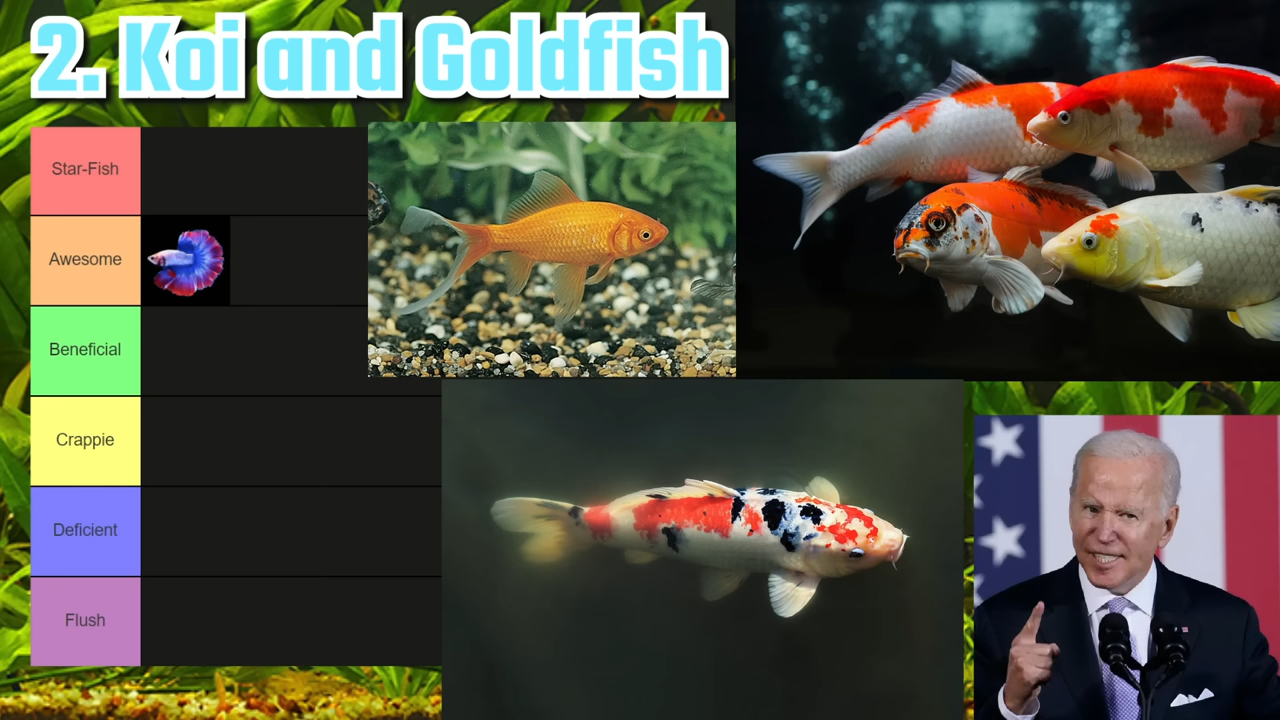 2. Koi and Goldfish
Star-Fish
Awesome
Beneficial
Crappie
Deficient
Flush